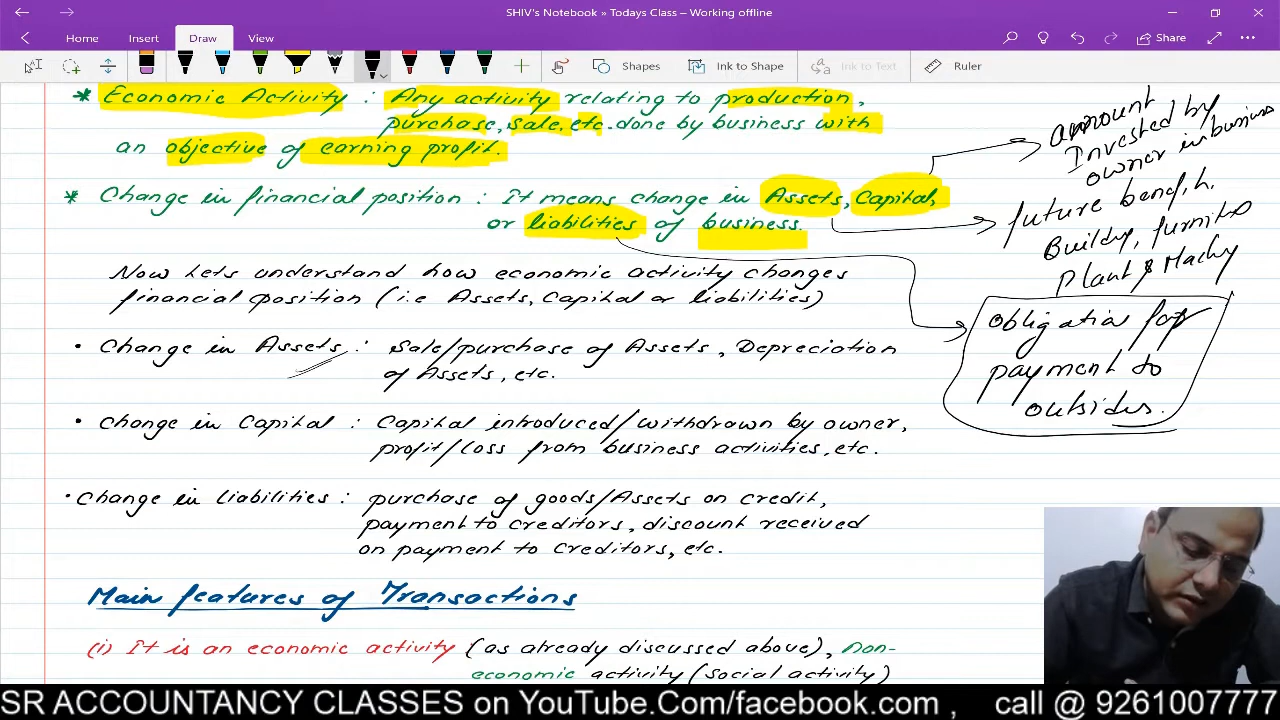 SHIV's Notebook » Todays Class – Working offline
Home Insert Draw View
Share
Shapes Ink to Shape Ink to Text Ruler
* Economic Activity : Any activity relating to production,
purchase, sale, etc. done by business with
an objective of earning profit.
* Change in financial position : It means change in Assets, Capital,
or liabilities of business.
amount
Invested by
owner in business
future benefit.
Building, furniture
Plant & Machy
obligation for
payment to
outsides.
Now lets understand how economic activity changes
financial position (i.e Assets, Capital or liabilities)
• Change in Assets : Sale/purchase of Assets, Depreciation
of Assets, etc.
• Change in Capital : Capital introduced/withdrawn by owner,
profit/loss from business activities, etc.
• Change in liabilities : purchase of goods/Assets on credit,
payment to creditors, discount received
on payment to creditors, etc.
Main features of Transactions
(i) It is an economic activity (as already discussed above), non-
economic activity (social activity)
SR ACCOUNTANCY CLASSES on YouTube.Com/facebook.com , call @ 9261007777